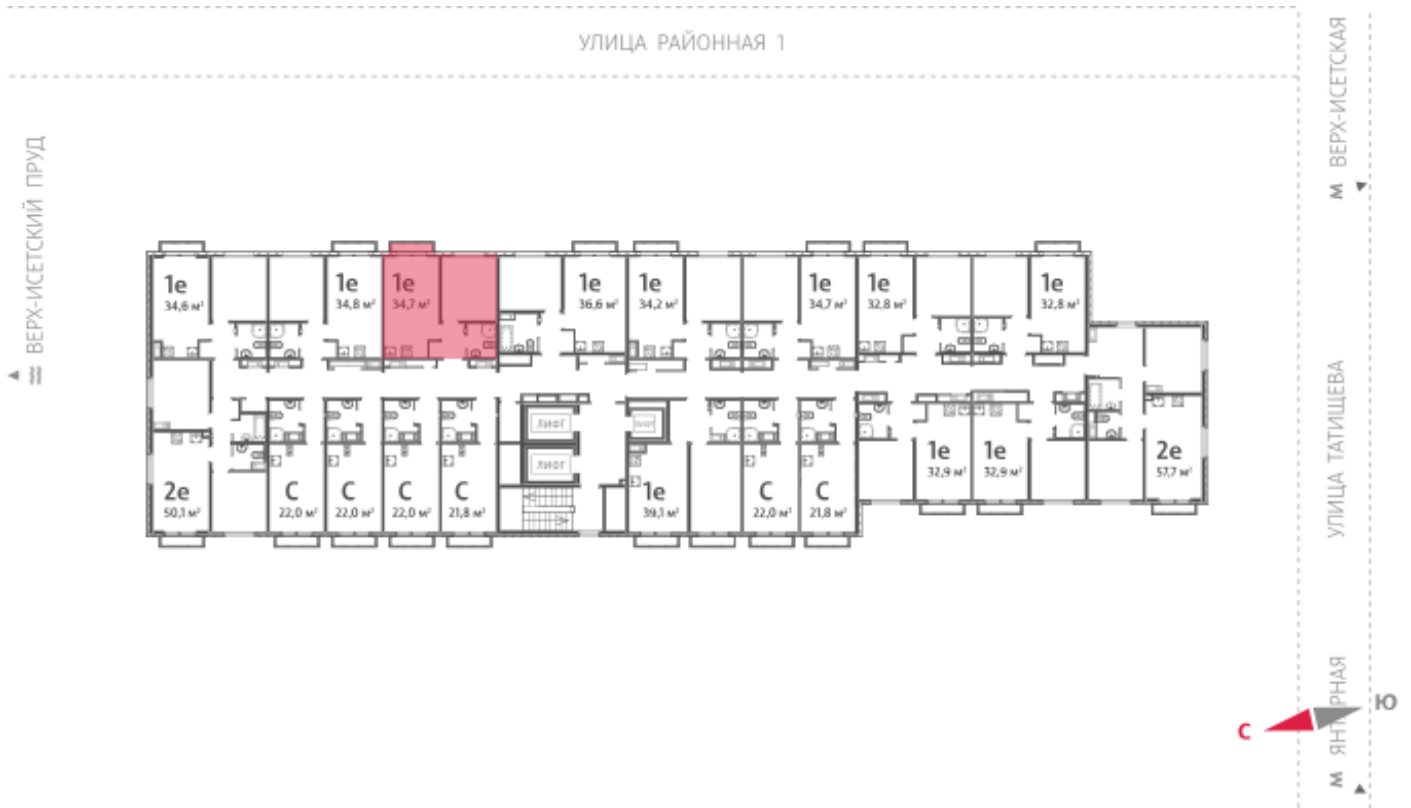 УЛИЦА РАЙОННАЯ 1
М ВЕРХ-ИСЕТСКАЯ
ВЕРХ-ИСЕТСКИЙ ПРУД
1е
34,6 м²
1е
34,8 м²
1е
34,7 м²
1е
36,6 м²
1е
34,2 м²
1е
34,7 м²
1е
32,8 м²
1е
32,8 м²
ЛИФТ
ЛИФТ
ЛИФТ
2е
50,1 м²
С
22,0 м²
С
22,0 м²
С
22,0 м²
С
21,8 м²
1е
39,1 м²
С
22,0 м²
С
21,8 м²
1е
32,9 м²
1е
32,9 м²
2е
57,7 м²
УЛИЦА ТАТИЩЕВА
М ЯНТАРНАЯ
С
Ю